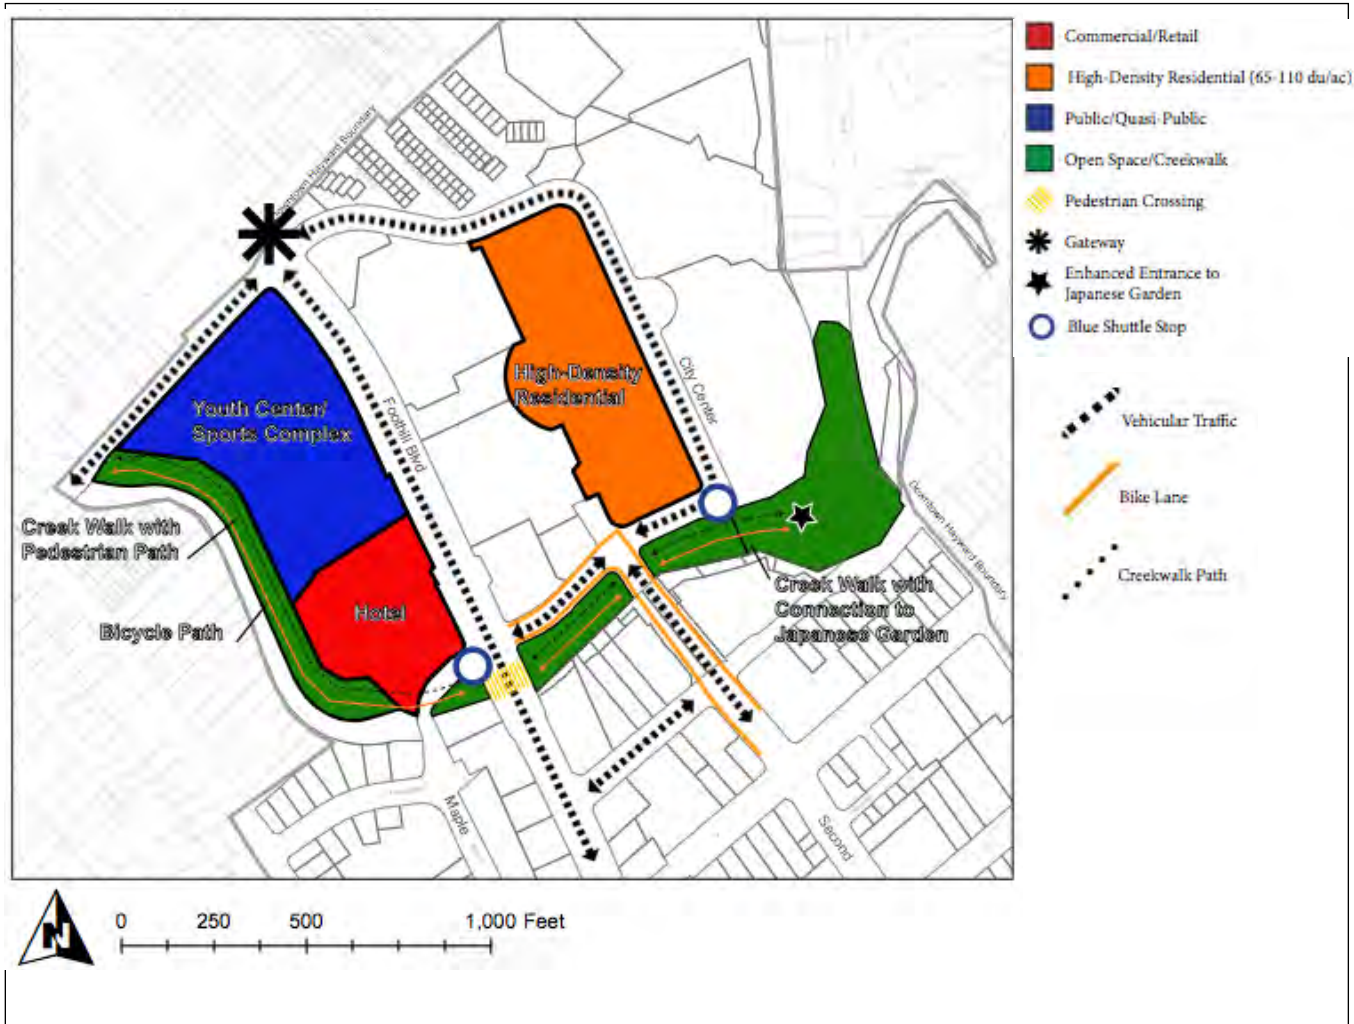 Commercial/Retail
High-Density Residential (65-110 du/ac)
Public/Quasi-Public
Open Space/Creekwalk
Pedestrian Crossing
Gateway
Enhanced Entrance to
Japanese Garden
Blue Shuttle Stop
Vehicular Traffic
Bike Lane
Creekwalk Path
Downtown Hayward Boundary
High-Density
Residential
City Center
Youth Center/
Sports Complex
Foothill Blvd
Creek Walk with
Pedestrian Path
Downtown Hayward Boundary
Creek Walk with
Connection to
Japanese Garden
Hotel
Bicycle Path
Maple
Second
N
0 250 500 1,000 Feet